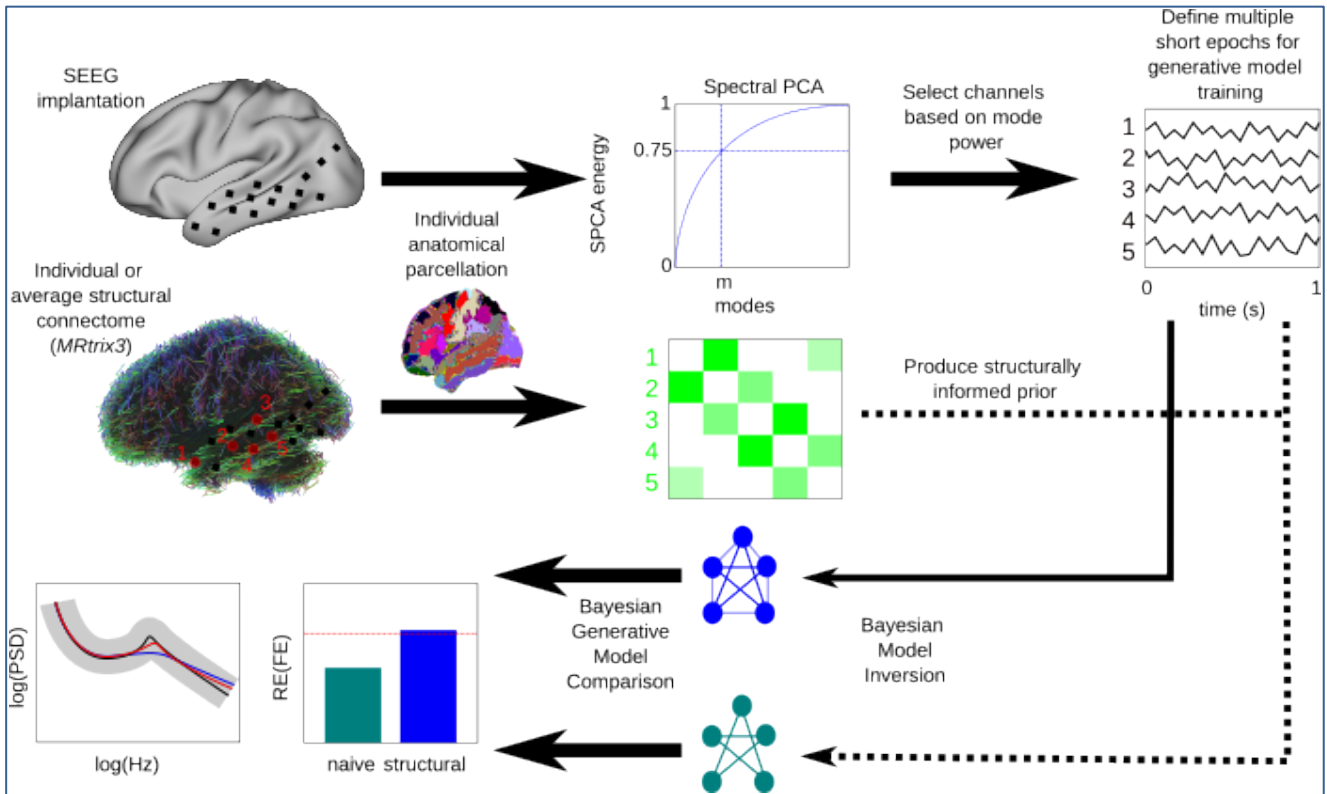 SEEG
implantation
Individual or
average structural
connectome
(MRtrix3)
1
2
3
4
5
Individual
anatomical
parcellation
Spectral PCA
SPCA energy
1
0.75
0
m
modes
Select channels
based on mode
power
Define multiple
short epochs for
generative model
training
1
2
3
4
5
0
1
time (s)
1
2
3
4
5
Produce structurally
informed prior
Bayesian
Model
Inversion
Bayesian
Generative
Model
Comparison
log(PSD)
log(Hz)
RE(FE)
naive structural